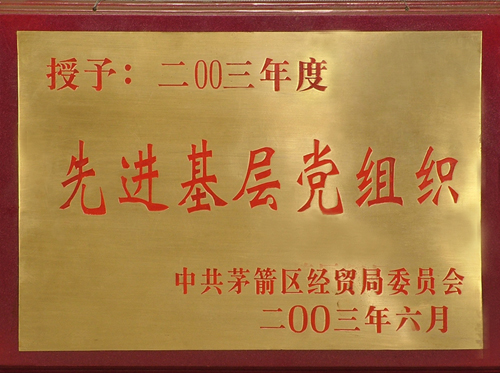 授予：二00三年度
先进基层党组织
中共茅箭区经贸局委员会
二00三年六月